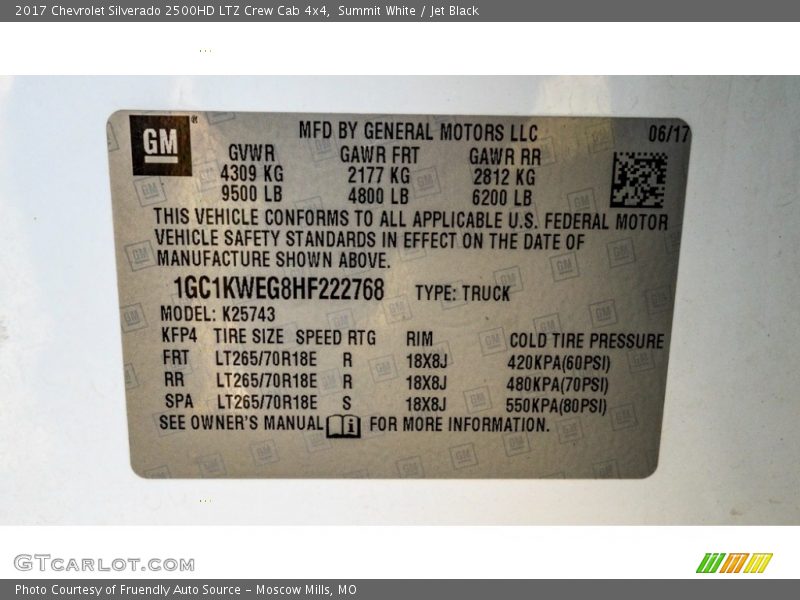 2017 Chevrolet Silverado 2500HD LTZ Crew Cab 4x4, Summit White / Jet Black
GM ®
MFD BY GENERAL MOTORS LLC 06/17
GVWR GAWR FRT GAWR RR
4309 KG 2177 KG 2812 KG
9500 LB 4800 LB 6200 LB
THIS VEHICLE CONFORMS TO ALL APPLICABLE U.S. FEDERAL MOTOR
VEHICLE SAFETY STANDARDS IN EFFECT ON THE DATE OF
MANUFACTURE SHOWN ABOVE.
1GC1KWEG8HF222768 TYPE: TRUCK
MODEL: K25743
KFP4 TIRE SIZE SPEED RTG RIM COLD TIRE PRESSURE
FRT LT265/70R18E R 18X8J 420KPA(60PSI)
RR LT265/70R18E R 18X8J 480KPA(70PSI)
SPA LT265/70R18E S 18X8J 550KPA(80PSI)
SEE OWNER'S MANUAL i FOR MORE INFORMATION.
GTCARLOT.COM
Photo Courtesy of Fruendly Auto Source - Moscow Mills, MO